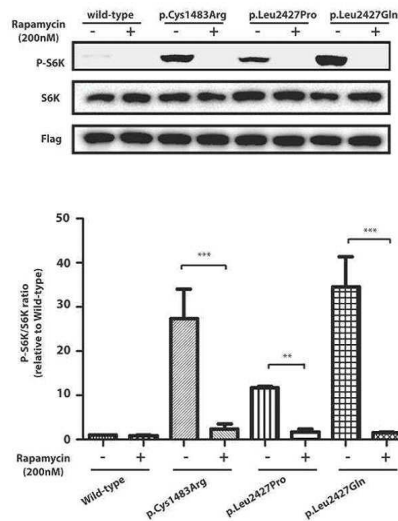 Rapamycin (200nM) wild-type p.Cys1483Arg p.Leu2427Pro p.Leu2427Gln
- + - + - + - +
P-S6K
S6K
Flag
50
40
30
20
10
0
P-S6K/S6K ratio
(relative to Wild-type)
***
**
***
Rapamycin - + - + - + - +
(200nM)
Wild-type
p.Cys1483Arg
p.Leu2427Pro
p.Leu2427Gln